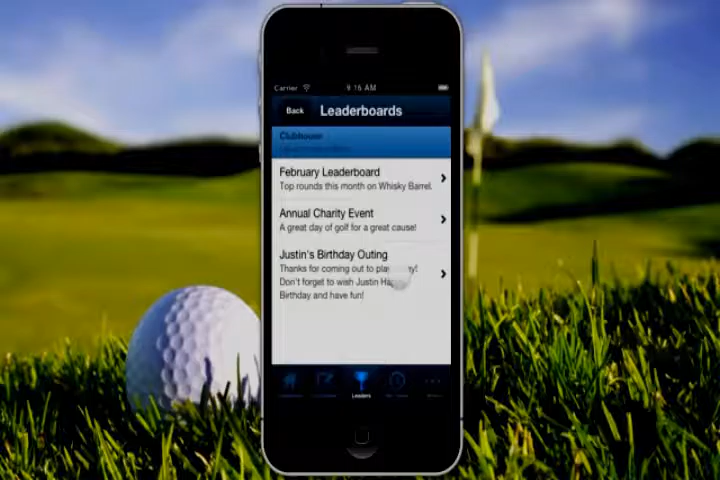 Carrier 9:16 AM
Back Leaderboards
Clubhouse
February Leaderboard
Top rounds this month on Whisky Barrel.
Annual Charity Event
A great day of golf for a great cause!
Justin's Birthday Outing
Thanks for coming out to play
Don't forget to wish Justin
Birthday and have fun!
Leaders